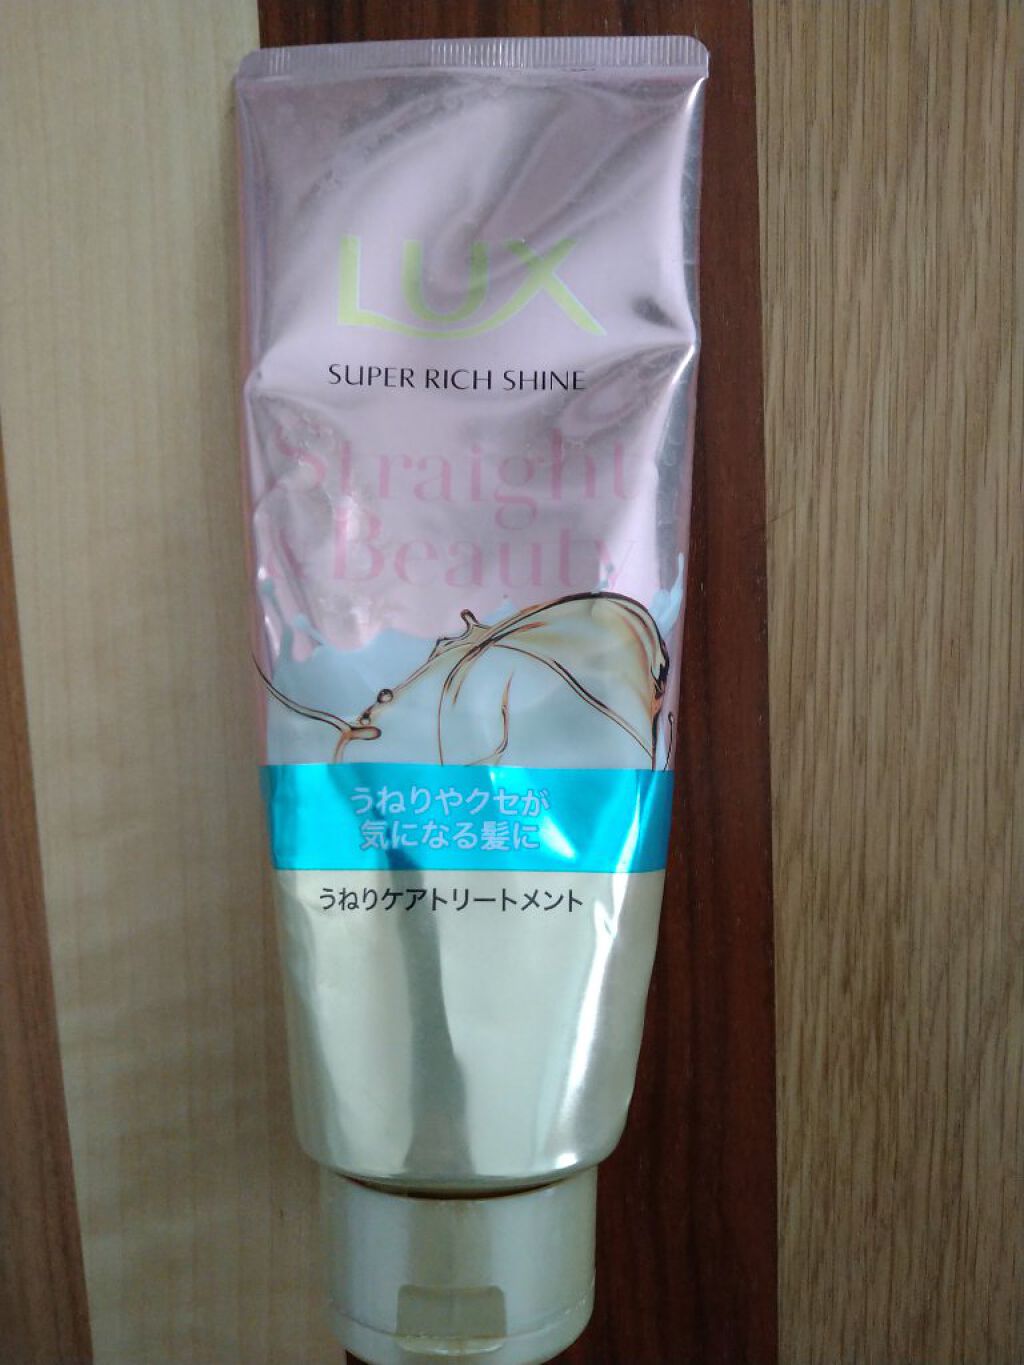 LUX
SUPER RICH SHINE
Straight
& Beauty
うねりやクセが
気になる髪に
うねりケアトリートメント